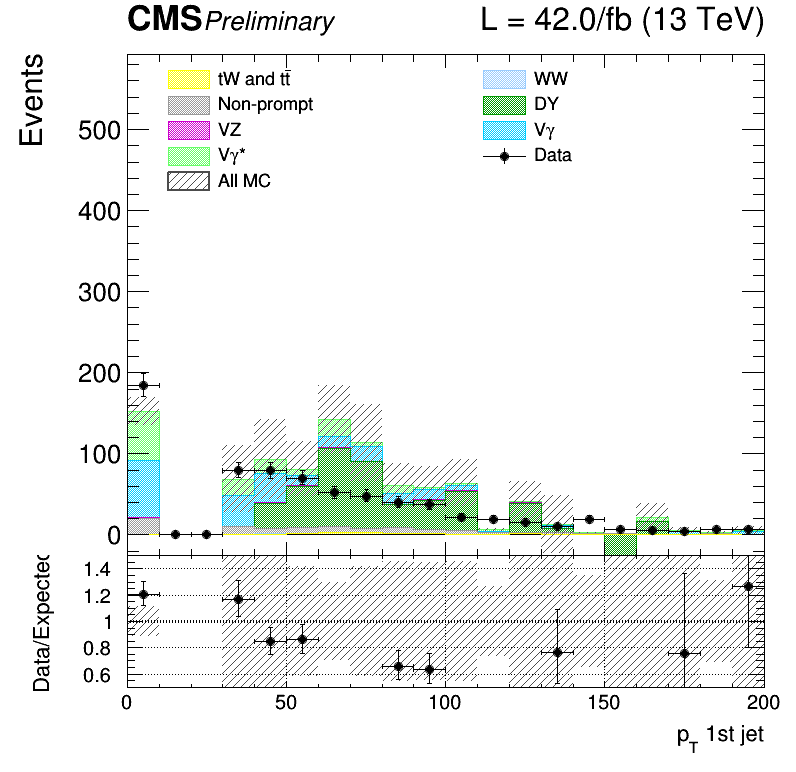 CMS Preliminary L = 42.0/fb (13 TeV)
Events
tW and tt̄
Non-prompt
VZ
Vγ*
All MC
WW
DY
Vγ
Data
500
400
300
200
100
0
Data/Expected
1.4
1.2
1
0.8
0.6
0 50 100 150 200
p_T 1st jet